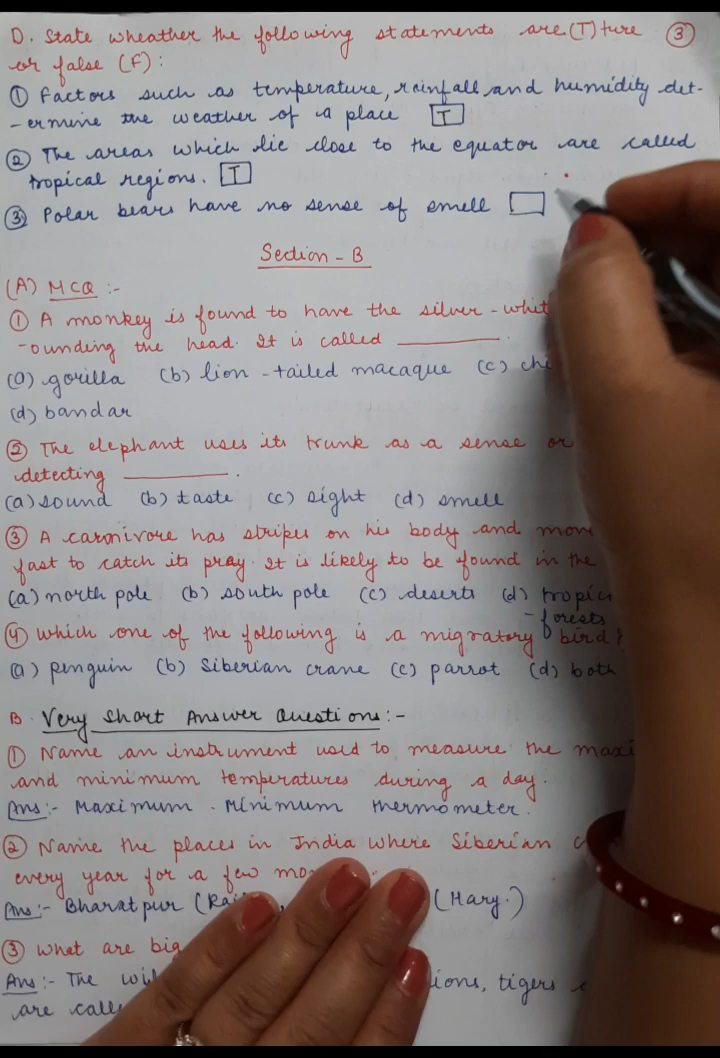 D. State wheather the following statements are (T) ture ③
or false (F) :
① Factors such as temperature, rainfall and humidity det-
-ermine the weather of a place T
② The areas which lie close to the equator are called
tropical regions. T
③ Polar bears have no sense of smell
Section - B
(A) MCQ :-
① A monkey is found to have the silver - whit
-ounding the head. It is called ________ .
(a) gorilla (b) lion - tailed macaque (c) chi
(d) bandar
② The elephant uses its trunk as a sense or
detecting ________ .
(a) sound (b) taste (c) sight (d) smell
③ A carnivore has stripes on his body and
fast to catch its pray. It is likely to be found in the
(a) north pole (b) south pole (c) deserts (d) tropic
- forests
④ which one of the following is a migratory bird?
(a) penguin (b) Siberian crane (c) parrot (d) both
B. Very Short Answer Questions :-
① Name an instrument used to measure the maxi
and minimum temperatures during a day.
Ans :- Maximum - Minimum thermometer.
② Name the places in India where Siberian c
every year for a few mo
Ans :- Bharatpur (Raj (Hary.)
③ what are big
Ans :- The wil ions, tigers
are calle